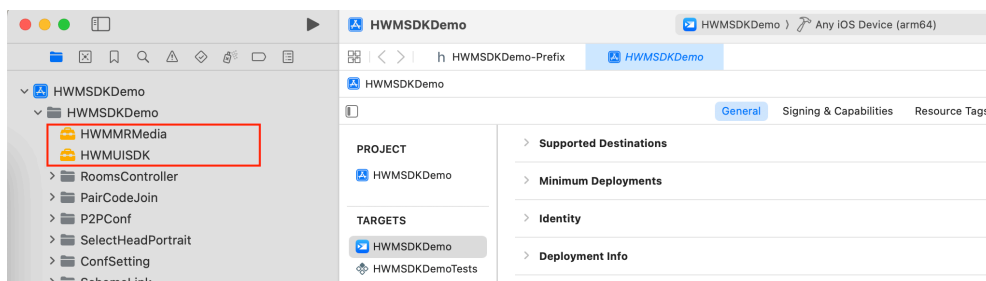 HWMSDKDemo
HWMSDKDemo 〉 Any iOS Device (arm64)
h HWMSDKDemo-Prefix
HWMSDKDemo
HWMSDKDemo
HWMSDKDemo
HWMSDKDemo
HWMMRMedia
HWMUISDK
RoomsController
PairCodeJoin
P2PConf
SelectHeadPortrait
ConfSetting
General
Signing & Capabilities
Resource Tags
PROJECT
HWMSDKDemo
TARGETS
HWMSDKDemo
HWMSDKDemoTests
Supported Destinations
Minimum Deployments
Identity
Deployment Info